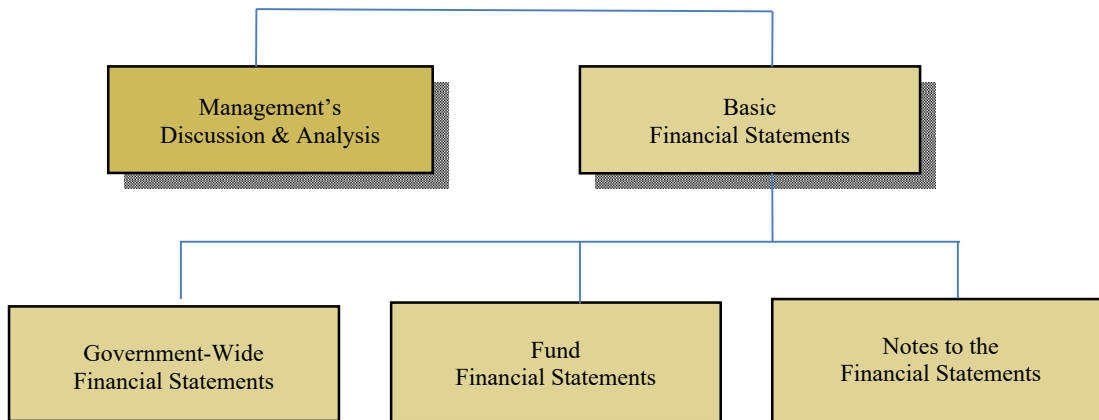 Management’s
Discussion & Analysis
Basic
Financial Statements
Government-Wide
Financial Statements
Fund
Financial Statements
Notes to the
Financial Statements